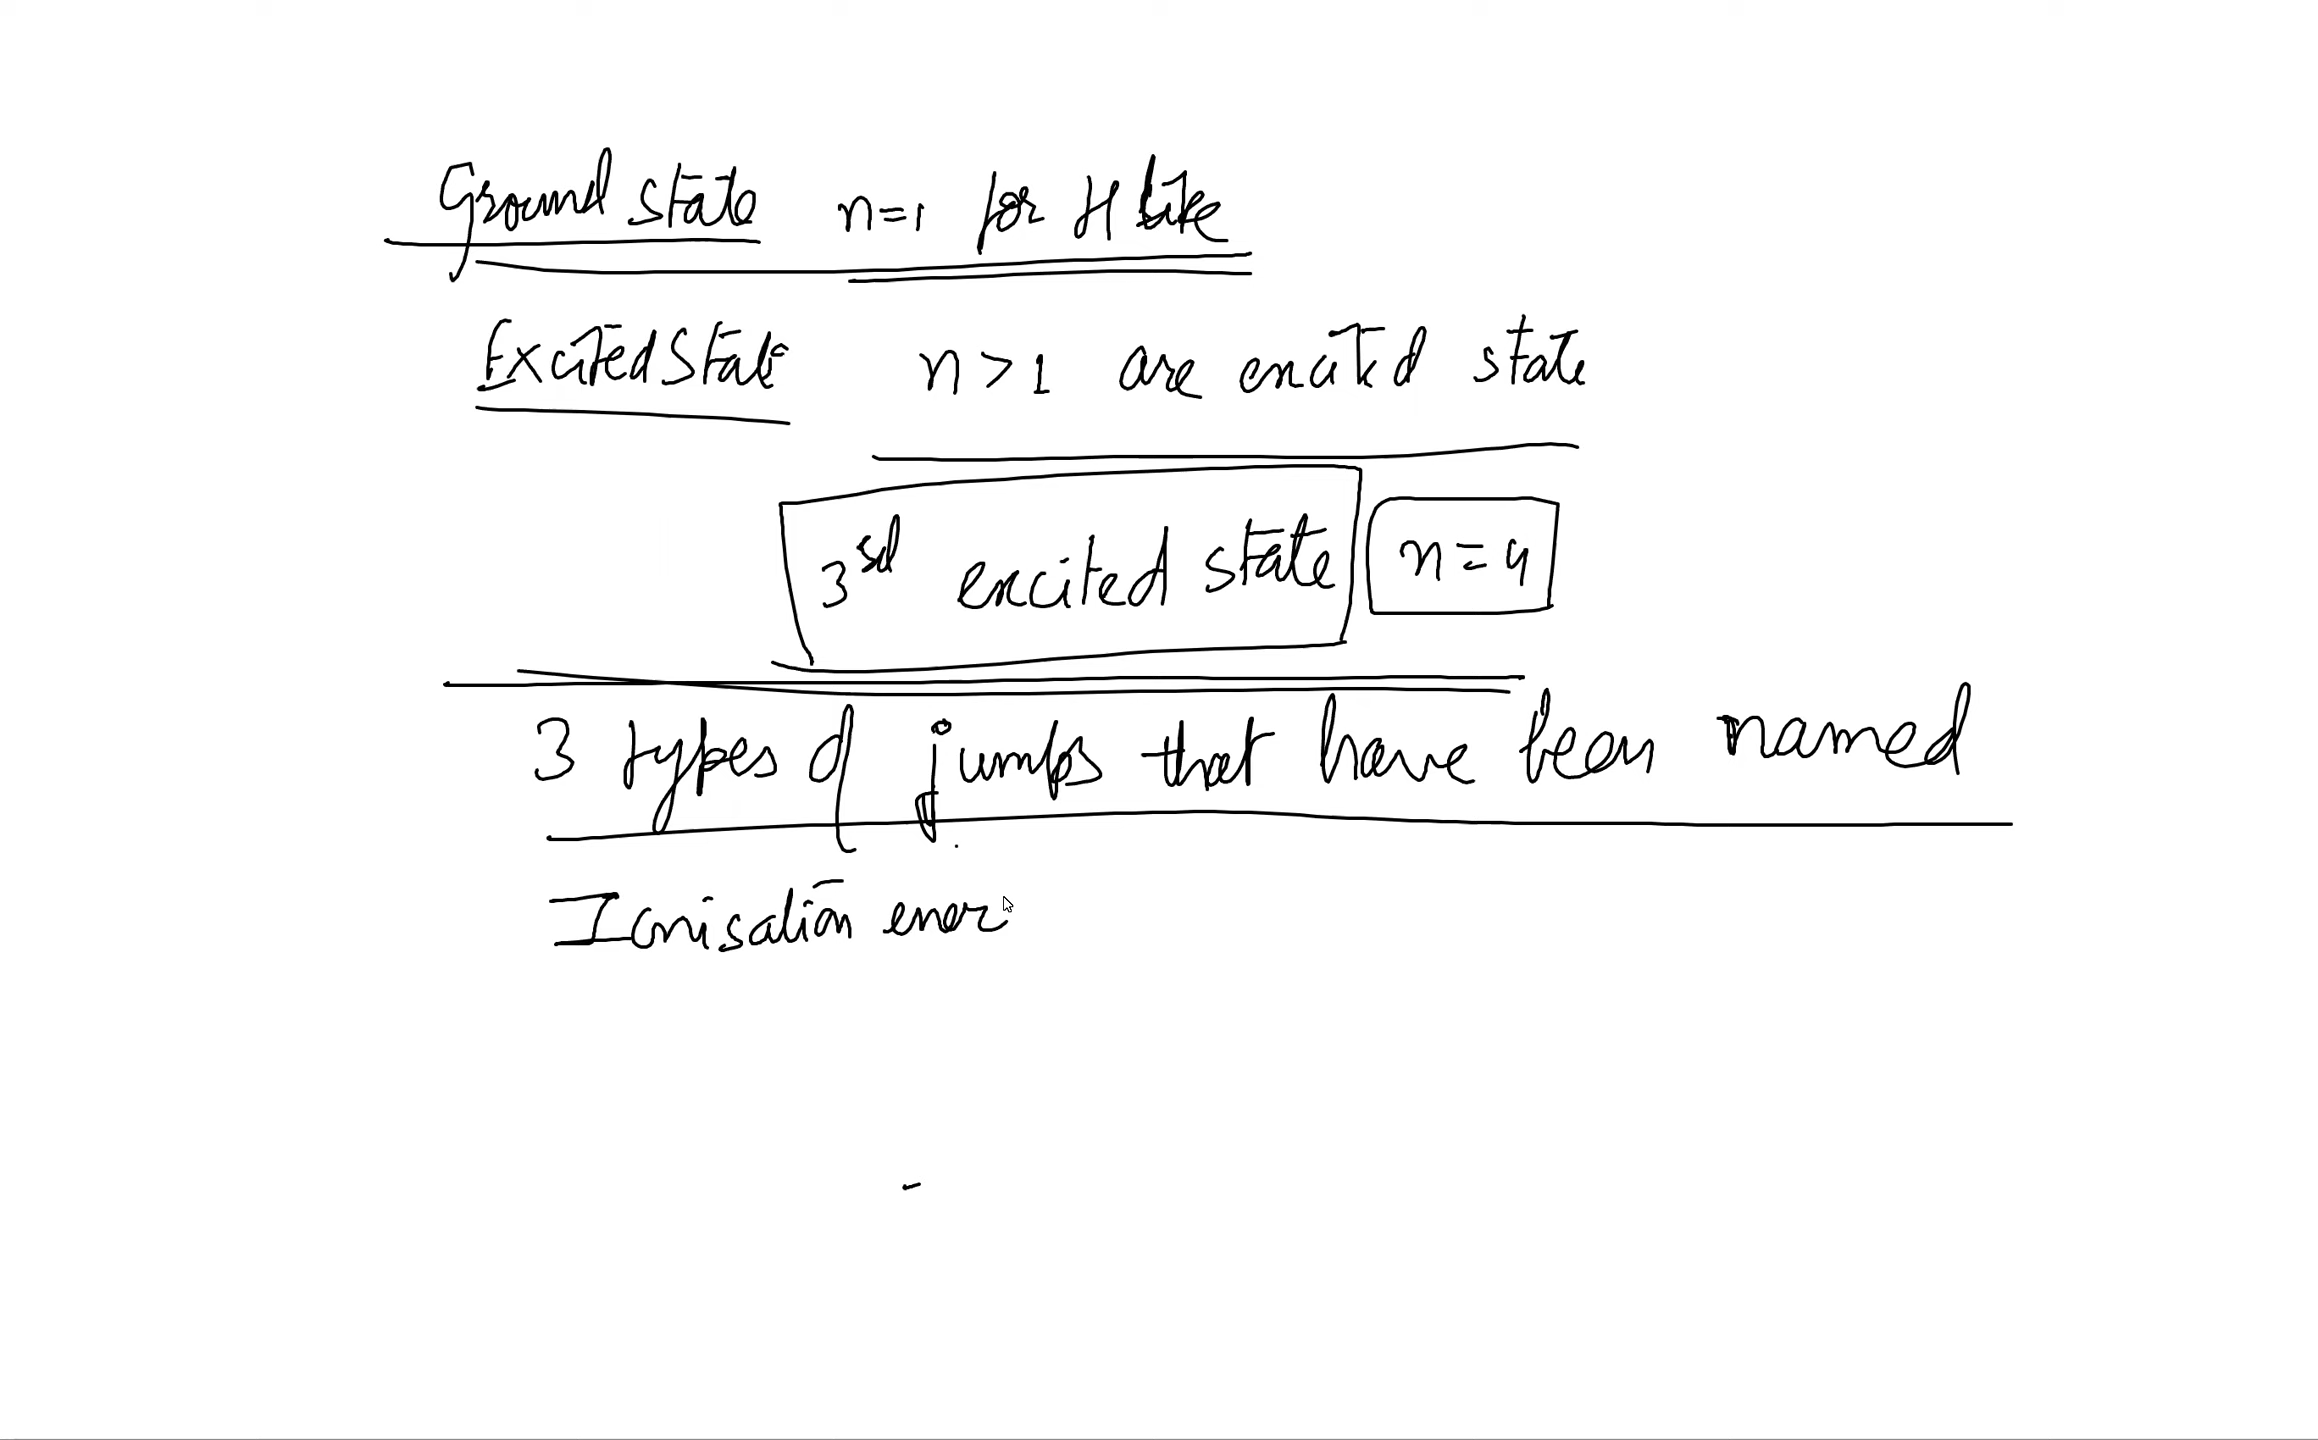 Ground state n=1 for H like
Excited state n>1 are excited state
3rd excited state n=4
3 types of jumps that have been named
Ionisation ener